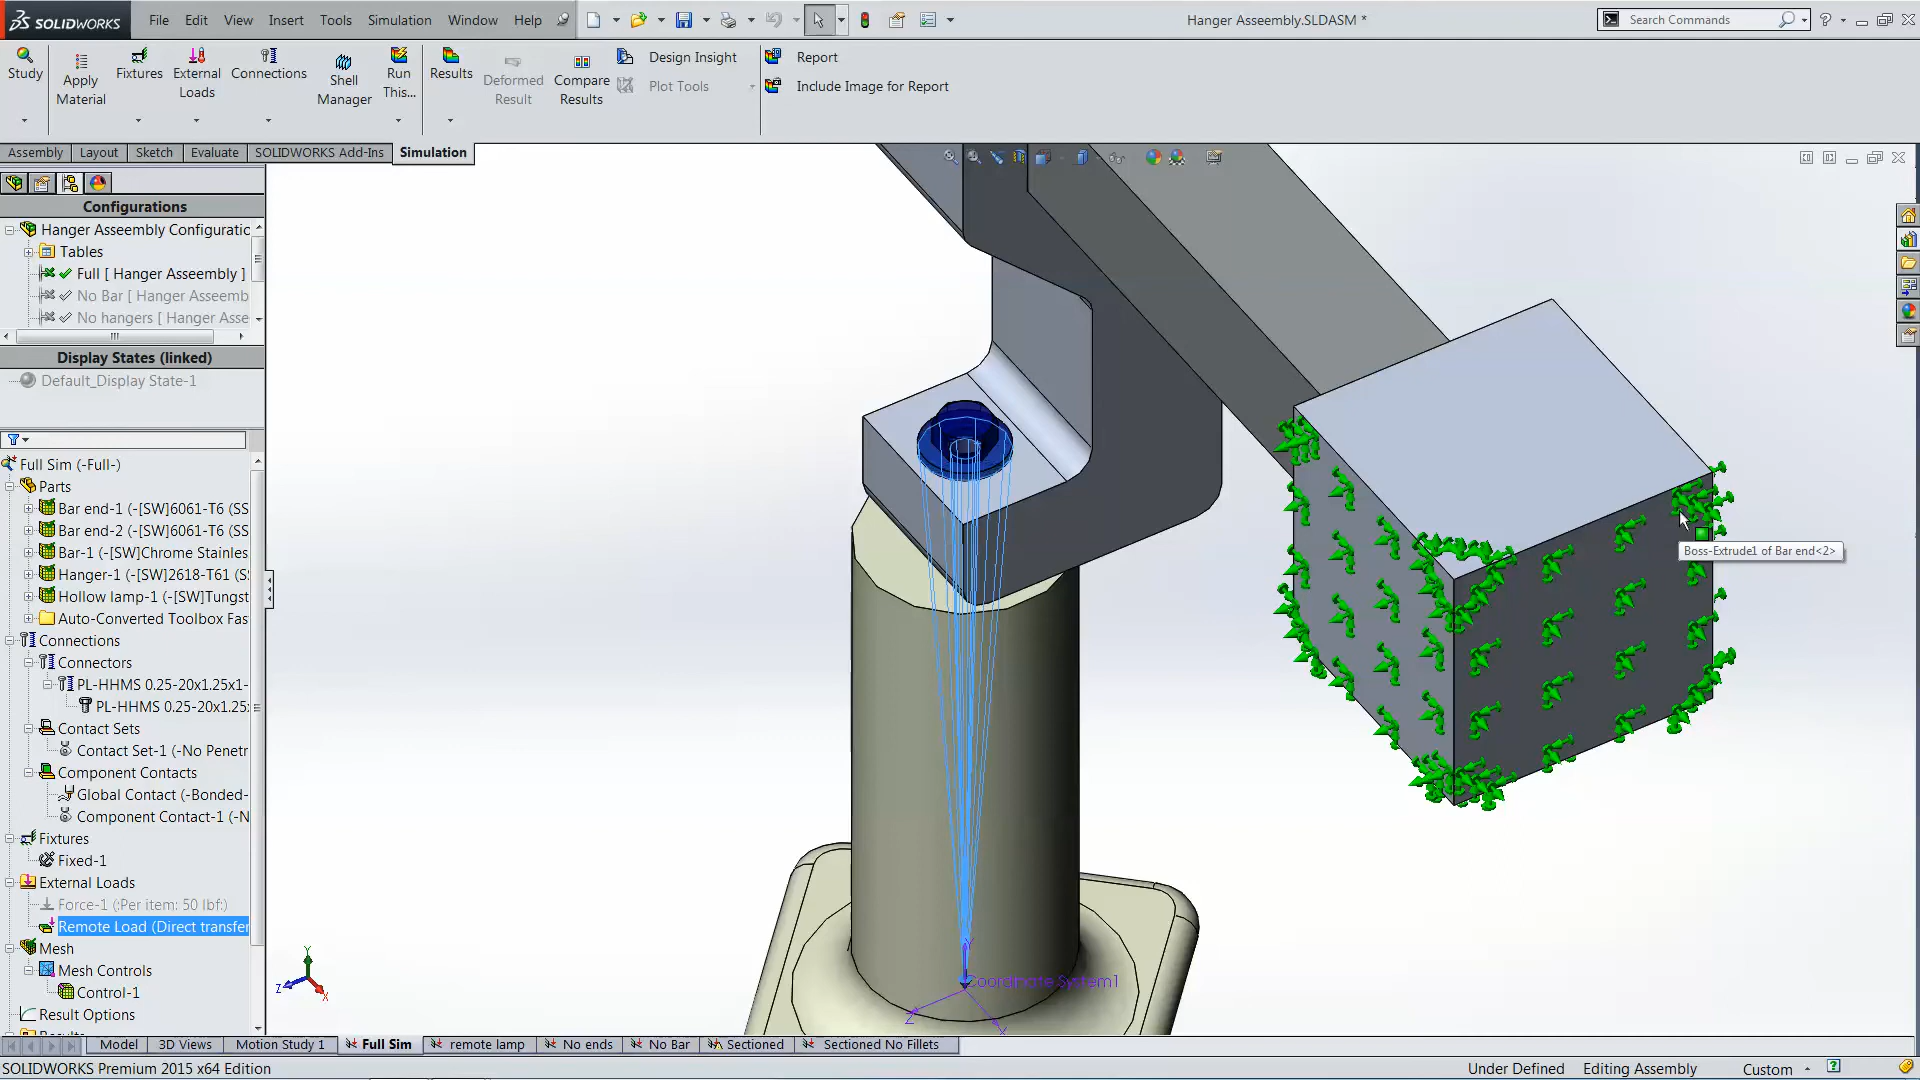 SOLIDWORKS File Edit View Insert Tools Simulation Window Help Hanger Asseembly.SLDASM * Search Commands
Study
Apply Material
Fixtures
External Loads
Connections
Shell Manager
Run This...
Results
Deformed Result
Compare Results
Design Insight
Plot Tools
Report
Include Image for Report
Assembly Layout Sketch Evaluate SOLIDWORKS Add-Ins Simulation
Configurations
Hanger Asseembly Configuratic
Tables
Full [ Hanger Asseembly ]
No Bar [ Hanger Asseemb
No hangers [ Hanger Asse
Display States (linked)
Default_Display State-1
Full Sim (-Full-)
Parts
Bar end-1 (-[SW]6061-T6 (SS
Bar end-2 (-[SW]6061-T6 (SS
Bar-1 (-[SW]Chrome Stainles
Hanger-1 (-[SW]2618-T61 (S
Hollow lamp-1 (-[SW]Tungst
Auto-Converted Toolbox Fas
Connections
Connectors
PL-HHMS 0.25-20x1.25x1-
PL-HHMS 0.25-20x1.25x
Contact Sets
Contact Set-1 (-No Penetr
Component Contacts
Global Contact (-Bonded-
Component Contact-1 (-N
Fixtures
Fixed-1
External Loads
Force-1 (:Per item: 50 lbf:)
Remote Load (Direct transfer
Mesh
Mesh Controls
Control-1
Result Options
Boss-Extrude1 of Bar end<2>
Y
Coordinate System1
Z
X
Y
Z
X
Model 3D Views Motion Study 1 Full Sim remote lamp No ends No Bar Sectioned Sectioned No Fillets
SOLIDWORKS Premium 2015 x64 Edition Under Defined Editing Assembly Custom